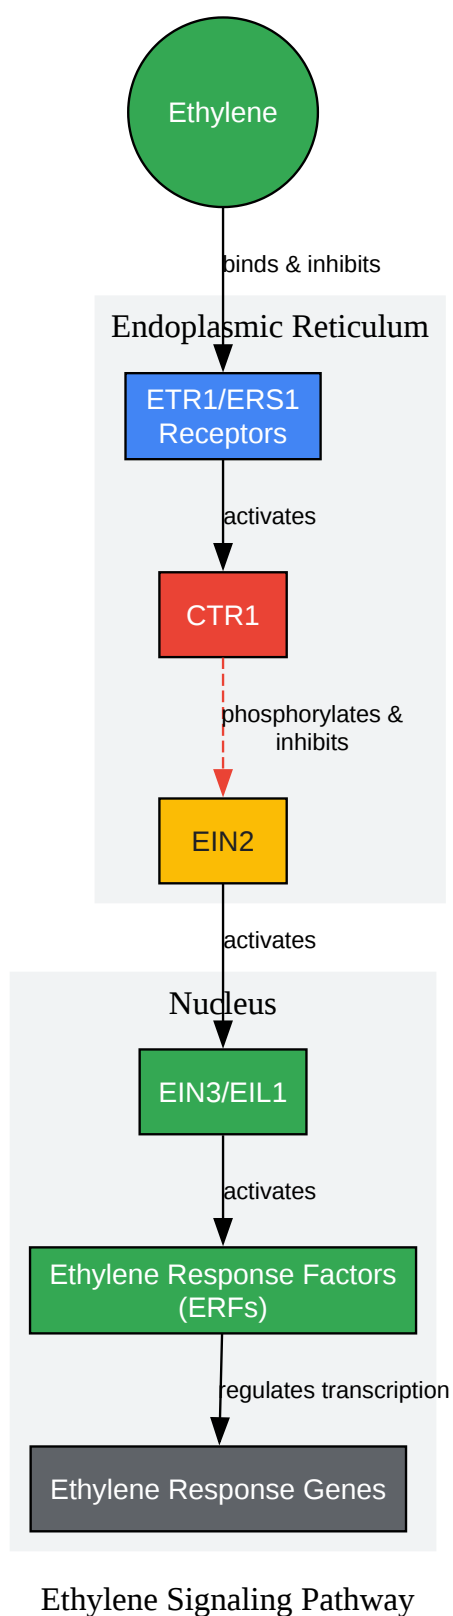 Ethylene
binds & inhibits
Endoplasmic Reticulum
ETR1/ERS1
Receptors
activates
CTR1
phosphorylates &
inhibits
EIN2
activates
Nucleus
EIN3/EIL1
activates
Ethylene Response Factors
(ERFs)
regulates transcription
Ethylene Response Genes
Ethylene Signaling Pathway